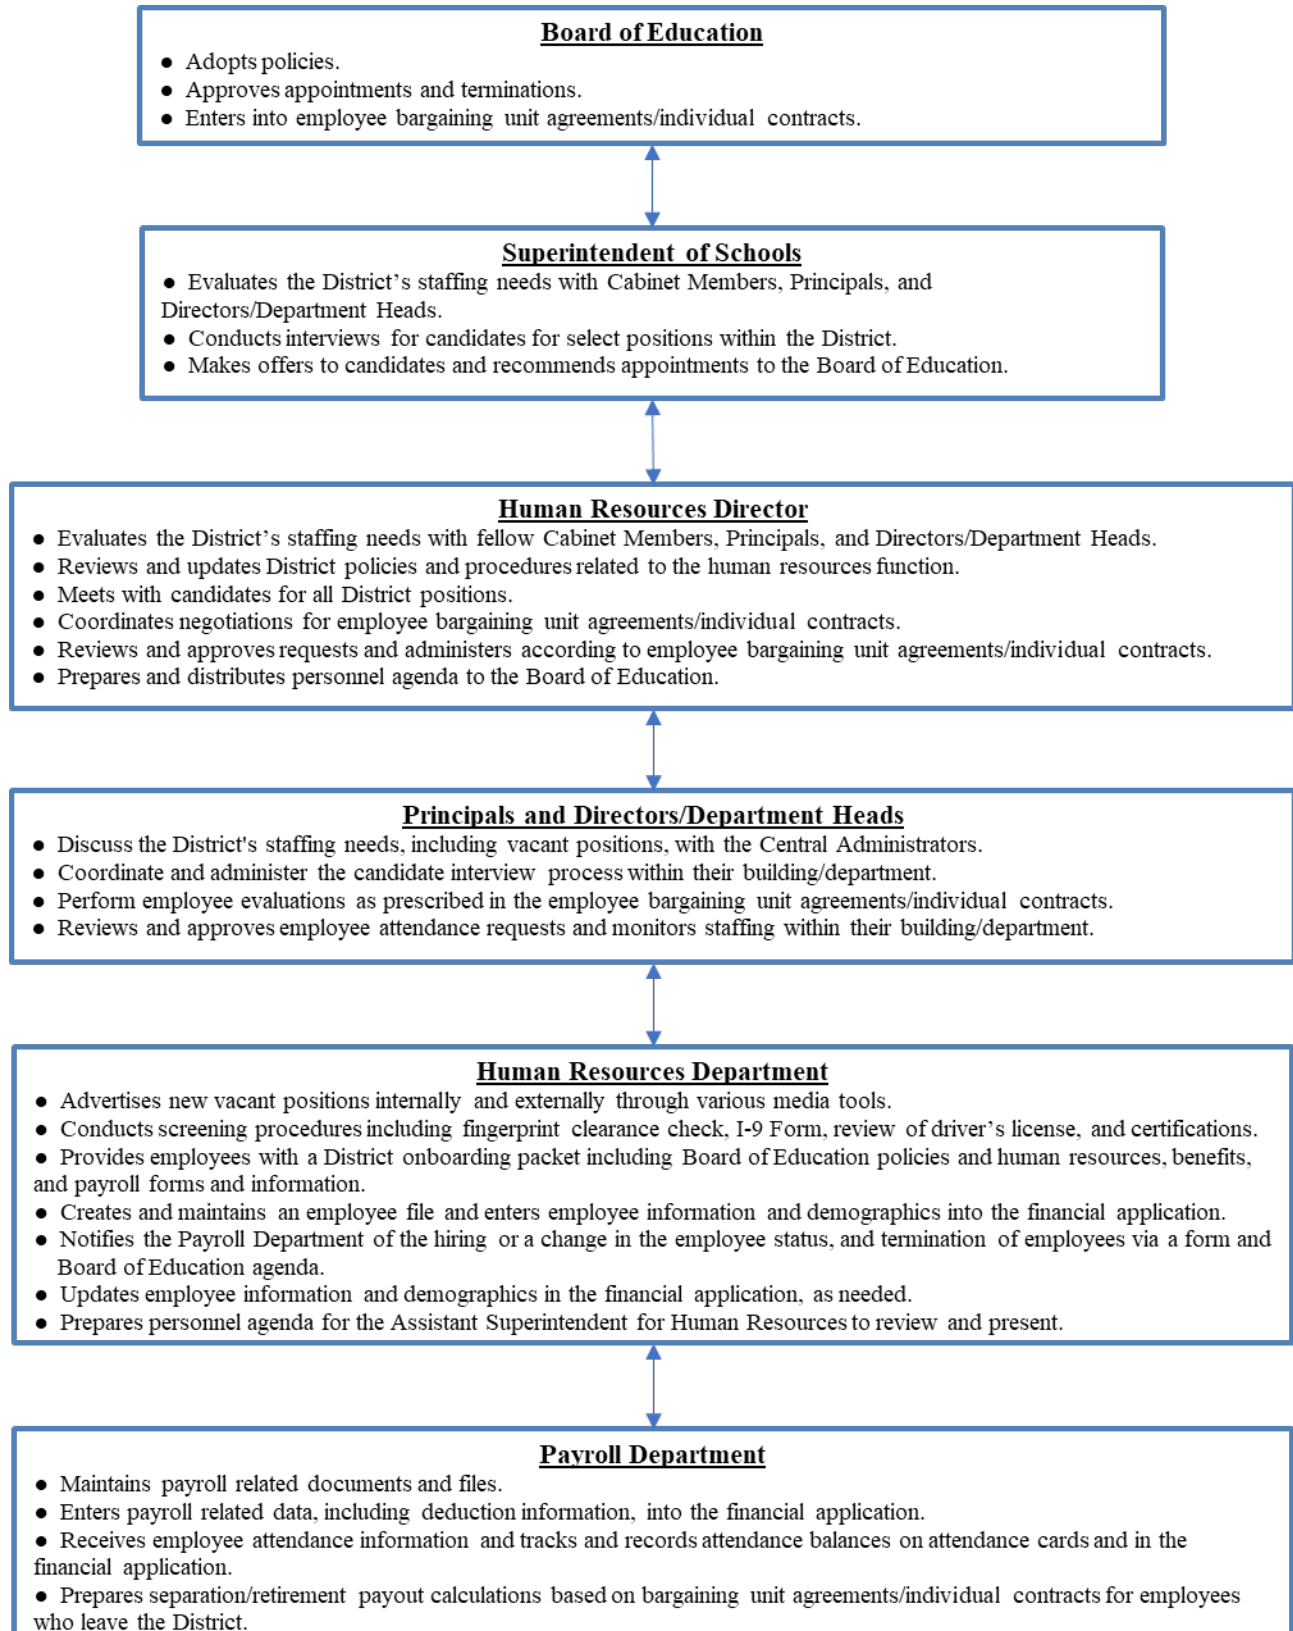 Board of Education
● Adopts policies.
● Approves appointments and terminations.
● Enters into employee bargaining unit agreements/individual contracts.
Superintendent of Schools
● Evaluates the District’s staffing needs with Cabinet Members, Principals, and
Directors/Department Heads.
● Conducts interviews for candidates for select positions within the District.
● Makes offers to candidates and recommends appointments to the Board of Education.
Human Resources Director
● Evaluates the District’s staffing needs with fellow Cabinet Members, Principals, and Directors/Department Heads.
● Reviews and updates District policies and procedures related to the human resources function.
● Meets with candidates for all District positions.
● Coordinates negotiations for employee bargaining unit agreements/individual contracts.
● Reviews and approves requests and administers according to employee bargaining unit agreements/individual contracts.
● Prepares and distributes personnel agenda to the Board of Education.
Principals and Directors/Department Heads
● Discuss the District's staffing needs, including vacant positions, with the Central Administrators.
● Coordinate and administer the candidate interview process within their building/department.
● Perform employee evaluations as prescribed in the employee bargaining unit agreements/individual contracts.
● Reviews and approves employee attendance requests and monitors staffing within their building/department.
Human Resources Department
● Advertises new vacant positions internally and externally through various media tools.
● Conducts screening procedures including fingerprint clearance check, I-9 Form, review of driver’s license, and certifications.
● Provides employees with a District onboarding packet including Board of Education policies and human resources, benefits,
and payroll forms and information.
● Creates and maintains an employee file and enters employee information and demographics into the financial application.
● Notifies the Payroll Department of the hiring or a change in the employee status, and termination of employees via a form and
Board of Education agenda.
● Updates employee information and demographics in the financial application, as needed.
● Prepares personnel agenda for the Assistant Superintendent for Human Resources to review and present.
Payroll Department
● Maintains payroll related documents and files.
● Enters payroll related data, including deduction information, into the financial application.
● Receives employee attendance information and tracks and records attendance balances on attendance cards and in the
financial application.
● Prepares separation/retirement payout calculations based on bargaining unit agreements/individual contracts for employees
who leave the District.